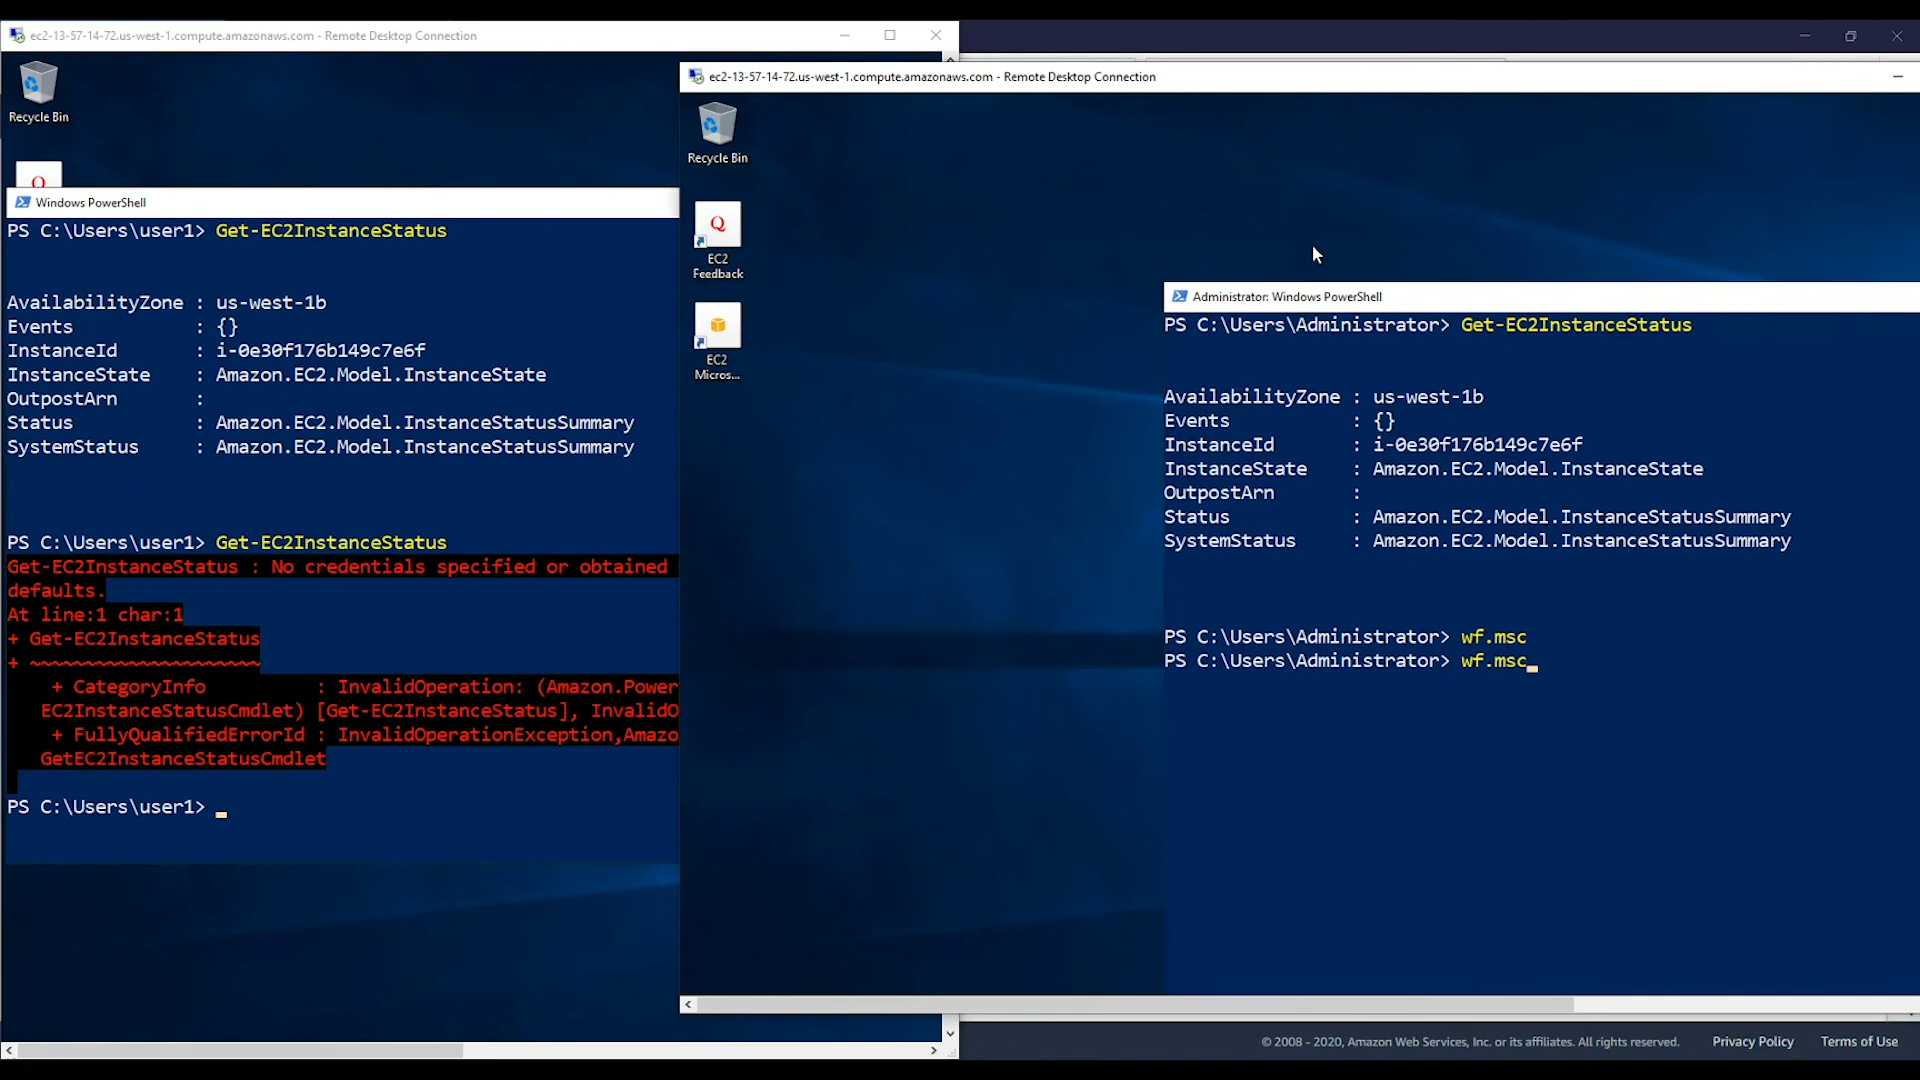 ec2-13-57-14-72.us-west-1.compute.amazonaws.com - Remote Desktop Connection
Recycle Bin
Q
Windows PowerShell
PS C:\Users\user1> Get-EC2InstanceStatus
AvailabilityZone : us-west-1b
Events : {}
InstanceId : i-0e30f176b149c7e6f
InstanceState : Amazon.EC2.Model.InstanceState
OutpostArn :
Status : Amazon.EC2.Model.InstanceStatusSummary
SystemStatus : Amazon.EC2.Model.InstanceStatusSummary
PS C:\Users\user1> Get-EC2InstanceStatus
Get-EC2InstanceStatus : No credentials specified or obtained
defaults.
At line:1 char:1
+ Get-EC2InstanceStatus
+ ~~~~~~~~~~~~~~~~~~~~~
+ CategoryInfo : InvalidOperation: (Amazon.Power
EC2InstanceStatusCmdlet) [Get-EC2InstanceStatus], InvalidO
+ FullyQualifiedErrorId : InvalidOperationException,Amazo
GetEC2InstanceStatusCmdlet
PS C:\Users\user1>
ec2-13-57-14-72.us-west-1.compute.amazonaws.com - Remote Desktop Connection
Recycle Bin
Q
EC2
Feedback
EC2
Micros...
Administrator: Windows PowerShell
PS C:\Users\Administrator> Get-EC2InstanceStatus
AvailabilityZone : us-west-1b
Events : {}
InstanceId : i-0e30f176b149c7e6f
InstanceState : Amazon.EC2.Model.InstanceState
OutpostArn :
Status : Amazon.EC2.Model.InstanceStatusSummary
SystemStatus : Amazon.EC2.Model.InstanceStatusSummary
PS C:\Users\Administrator> wf.msc
PS C:\Users\Administrator> wf.msc
© 2008 - 2020, Amazon Web Services, Inc. or its affiliates. All rights reserved. Privacy Policy Terms of Use